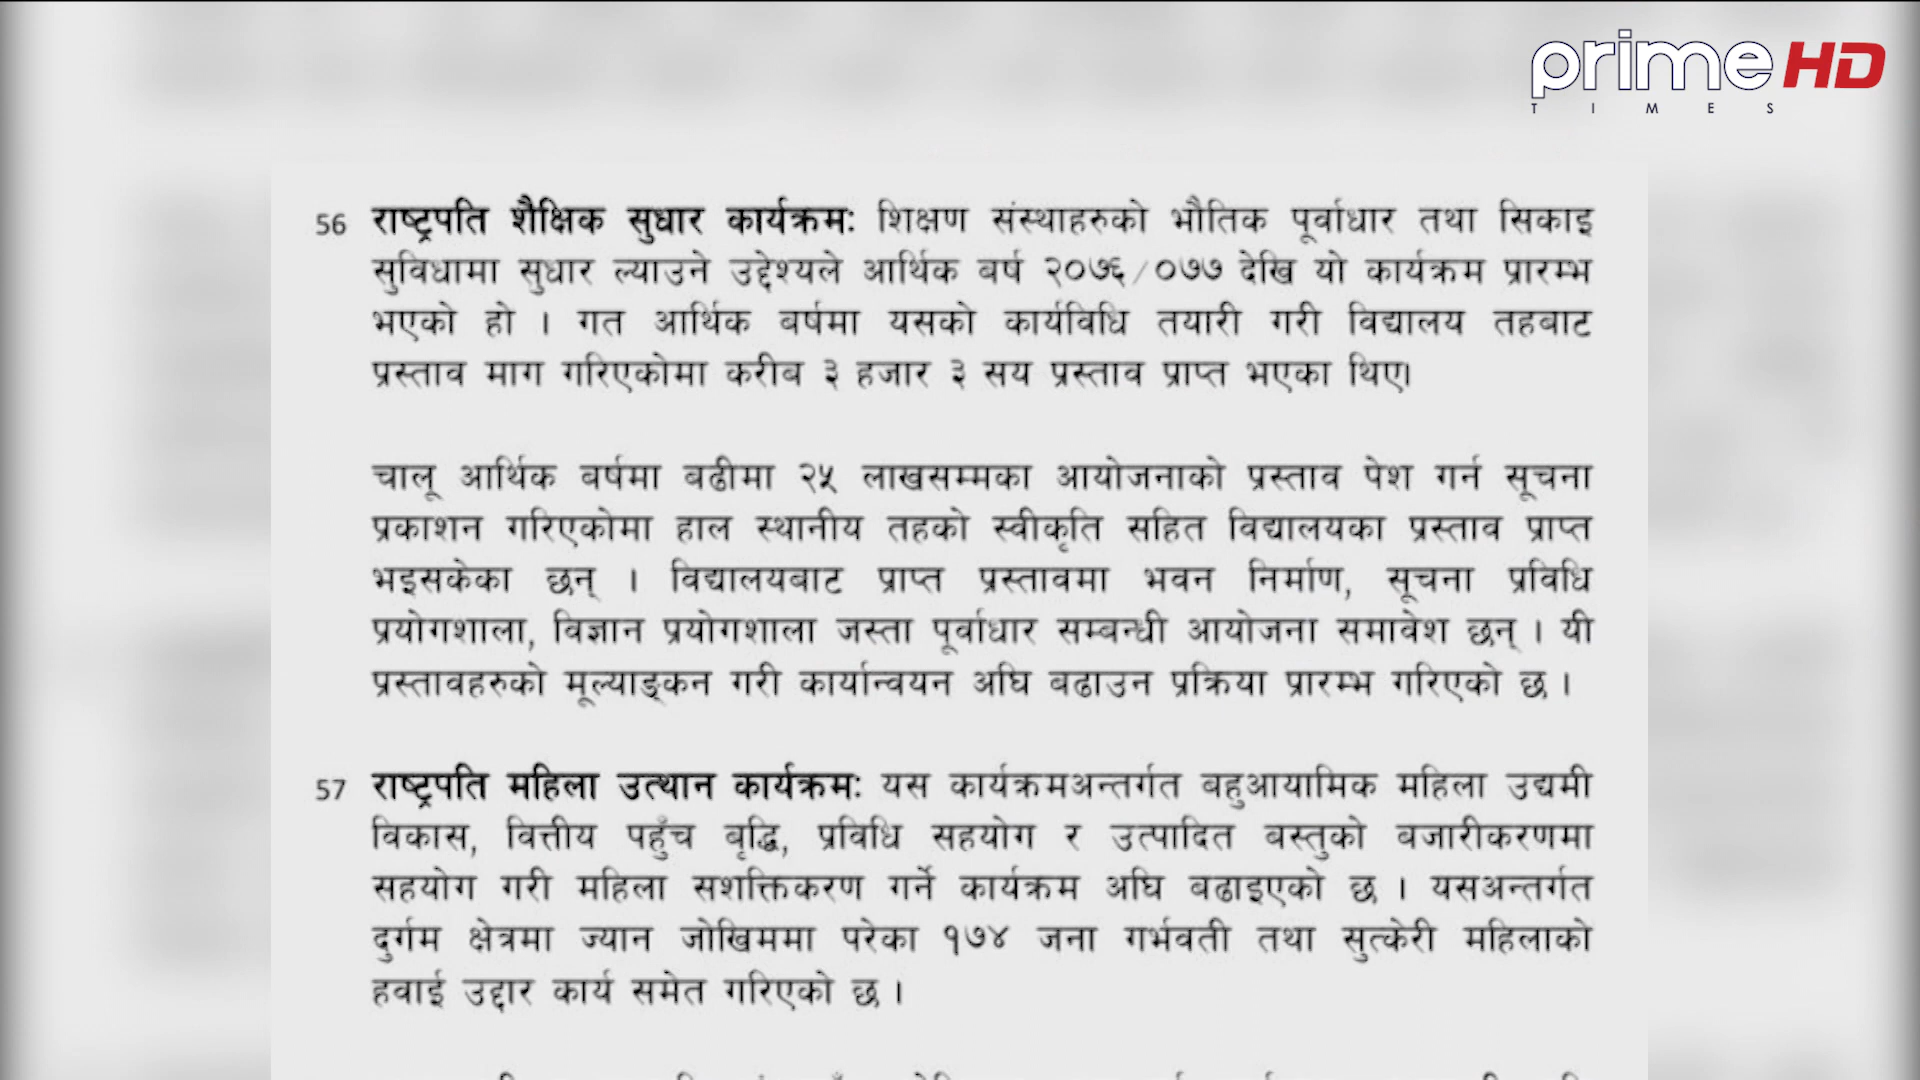 prime HD
TIMES
56 राष्ट्रपति शैक्षिक सुधार कार्यक्रम: शिक्षण संस्थाहरुको भौतिक पूर्वाधार तथा सिकाइ
सुविधामा सुधार ल्याउने उद्देश्यले आर्थिक बर्ष २०७६/०७७ देखि यो कार्यक्रम प्रारम्भ
भएको हो । गत आर्थिक बर्षमा यसको कार्यविधि तयारी गरी विद्यालय तहबाट
प्रस्ताव माग गरिएकोमा करीब ३ हजार ३ सय प्रस्ताव प्राप्त भएका थिए।
चालू आर्थिक बर्षमा बढीमा २५ लाखसम्मका आयोजनाको प्रस्ताव पेश गर्न सूचना
प्रकाशन गरिएकोमा हाल स्थानीय तहको स्वीकृति सहित विद्यालयका प्रस्ताव प्राप्त
भइसकेका छन् । विद्यालयबाट प्राप्त प्रस्तावमा भवन निर्माण, सूचना प्रविधि
प्रयोगशाला, विज्ञान प्रयोगशाला जस्ता पूर्वाधार सम्बन्धी आयोजना समावेश छन् । यी
प्रस्तावहरुको मूल्याङ्कन गरी कार्यान्वयन अघि बढाउन प्रक्रिया प्रारम्भ गरिएको छ ।
57 राष्ट्रपति महिला उत्थान कार्यक्रम: यस कार्यक्रमअन्तर्गत बहुआयामिक महिला उद्यमी
विकास, वित्तीय पहुँच बृद्धि, प्रविधि सहयोग र उत्पादित बस्तुको बजारीकरणमा
सहयोग गरी महिला सशक्तिकरण गर्ने कार्यक्रम अघि बढाइएको छ । यसअन्तर्गत
दुर्गम क्षेत्रमा ज्यान जोखिममा परेका १७४ जना गर्भवती तथा सुत्केरी महिलाको
हवाई उद्दार कार्य समेत गरिएको छ ।